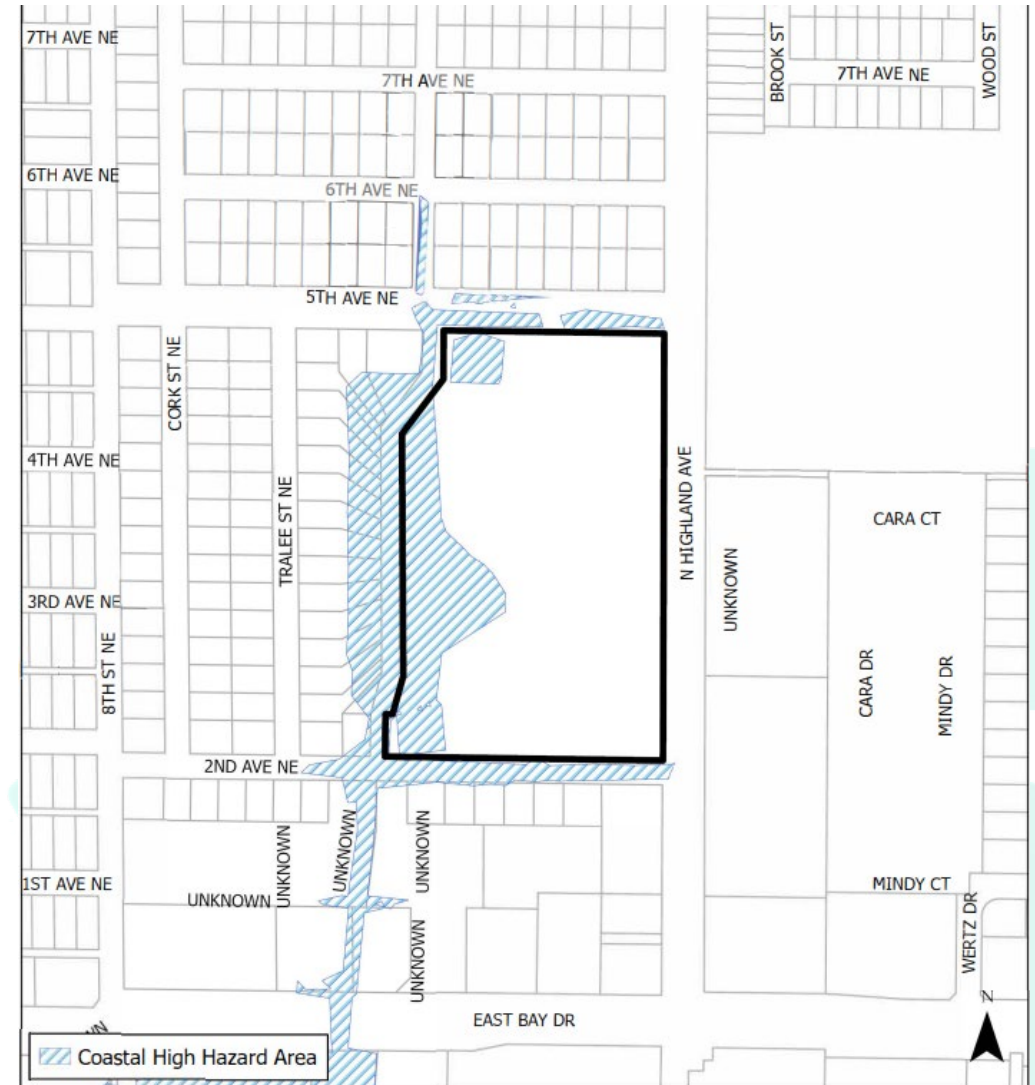 7TH AVE NE
7TH AVE NE
BROOK ST
7TH AVE NE
WOOD ST
6TH AVE NE
6TH AVE NE
5TH AVE NE
CORK ST NE
4TH AVE NE
TRALEE ST NE
N HIGHLAND AVE
CARA CT
UNKNOWN
3RD AVE NE
8TH ST NE
CARA DR
MINDY DR
2ND AVE NE
UNKNOWN
UNKNOWN
UNKNOWN
1ST AVE NE
UNKNOWN
MINDY CT
WERTZ DR
UNKNOWN
N
EAST BAY DR
Coastal High Hazard Area